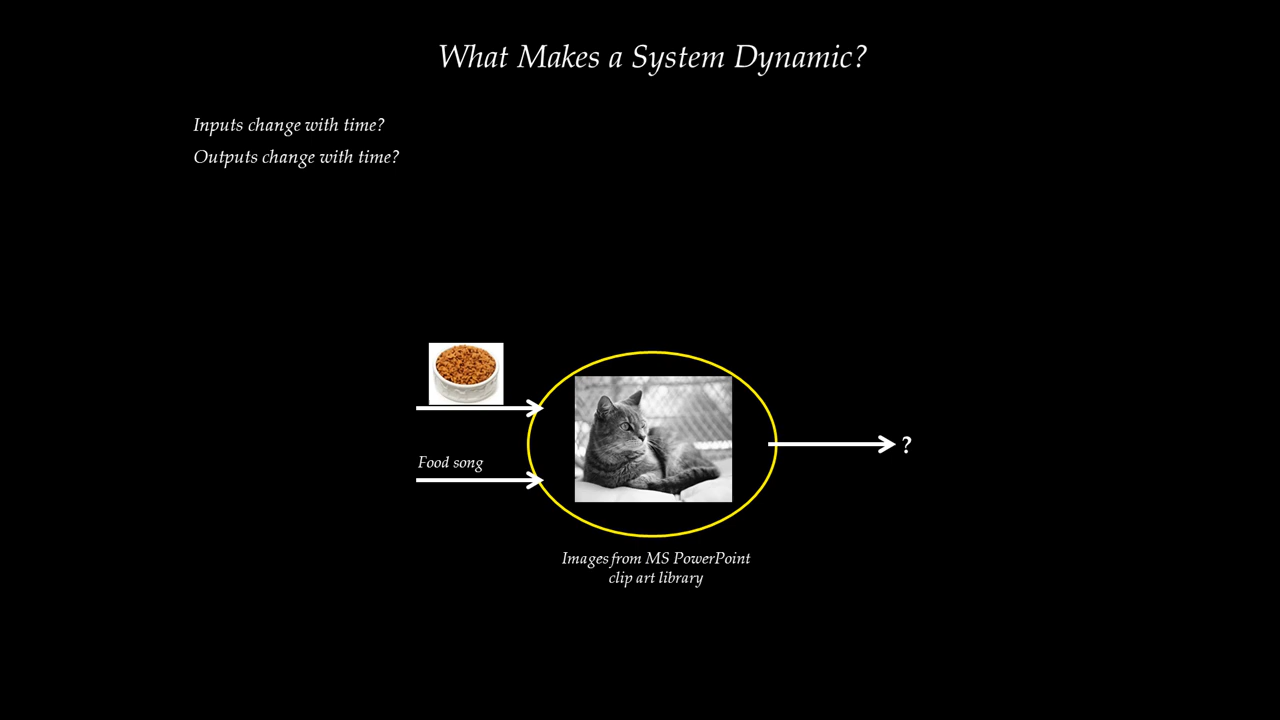 What Makes a System Dynamic?
Inputs change with time?
Outputs change with time?
Food song
?
Images from MS PowerPoint
clip art library